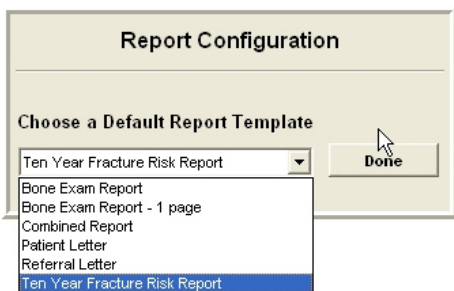 Report Configuration
Choose a Default Report Template
Ten Year Fracture Risk Report
Done
Bone Exam Report
Bone Exam Report - 1 page
Combined Report
Patient Letter
Referral Letter
Ten Year Fracture Risk Report